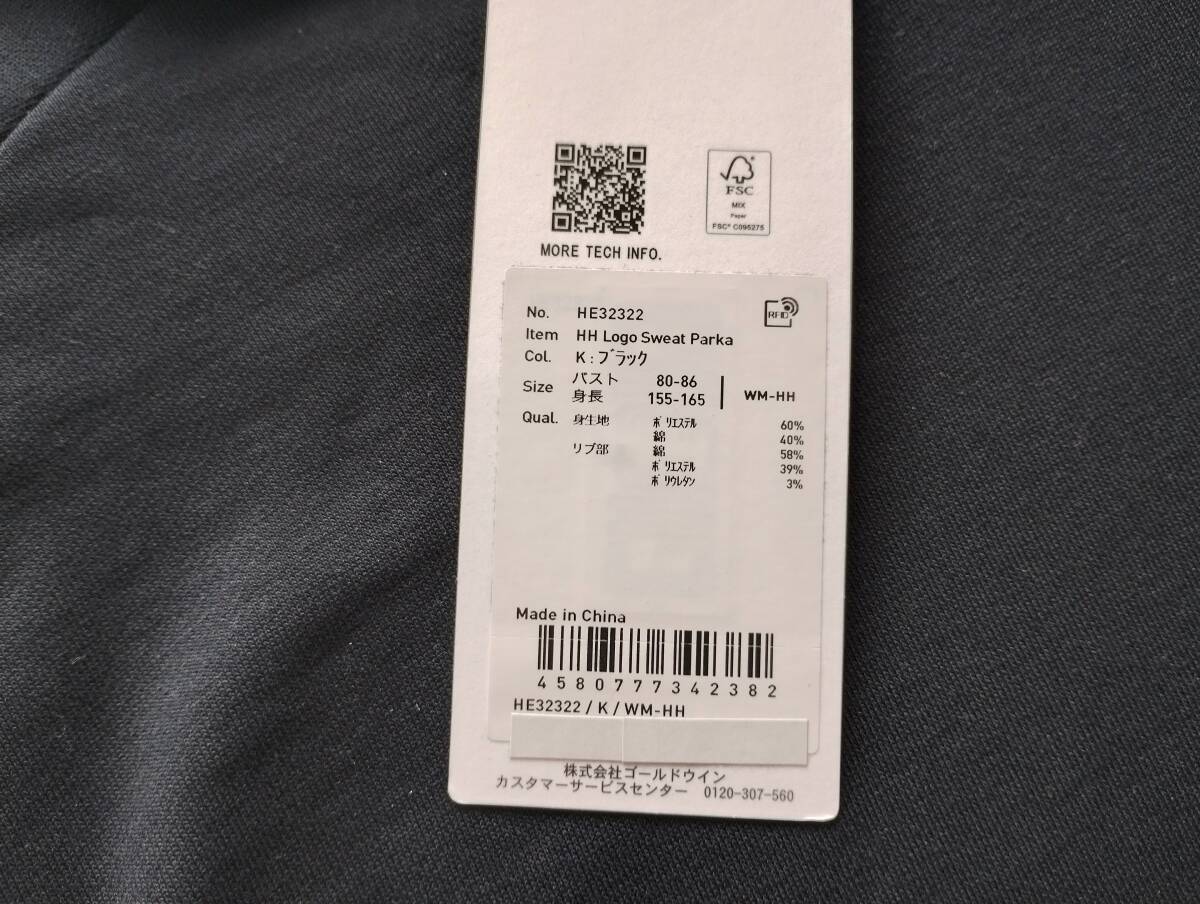 FSC
MIX
Paper
FSC® C095275
MORE TECH INFO.
RFID
No. HE32322
Item HH Logo Sweat Parka
Col. K : ブラック
Size バスト 80-86
身長 155-165 WM-HH
Qual. 身生地 ポリエステル 60%
綿 40%
リブ部 綿 58%
ポリエステル 39%
ポリウレタン 3%
Made in China
4580777342382
HE32322 / K / WM-HH
株式会社ゴールドウイン
カスタマーサービスセンター 0120-307-560